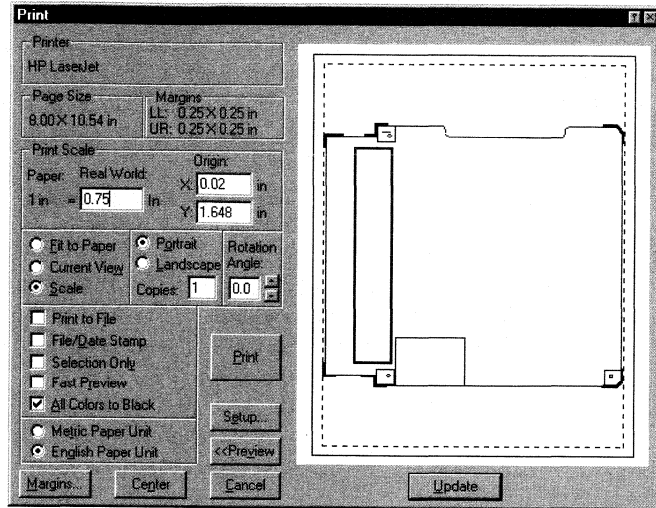 Print
Printer
HP LaserJet
Page Size
8.00 X 10.54 in
Margins
LL: 0.25 X 0.25 in
UR: 0.25 X 0.25 in
Print Scale
Paper: Real World:
1 in = 0.75 In
Origin:
X: 0.02 in
Y: 1.648 in
Fit to Paper
Current View
Scale
Portrait
Landscape
Copies: 1
Rotation
Angle:
0.0
Print to File
File/Date Stamp
Selection Only
Fast Preview
All Colors to Black
Metric Paper Unit
English Paper Unit
Print
Setup...
<<Preview
Margins...
Center
Cancel
Update